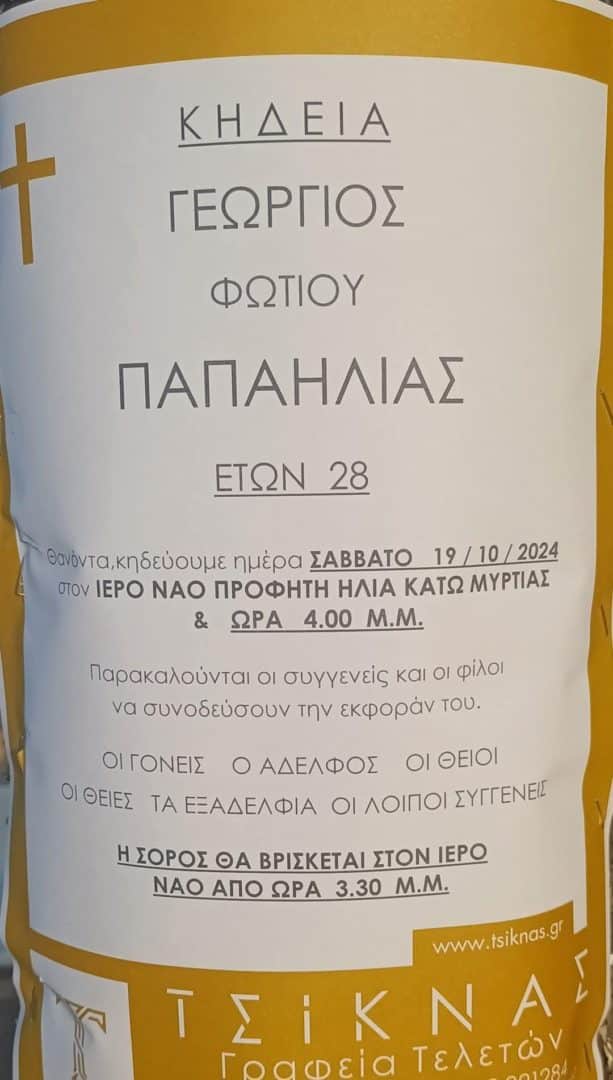 ΚΗΔΕΙΑ
ΓΕΩΡΓΙΟΣ
ΦΩΤΙΟΥ
ΠΑΠΑΗΛΙΑΣ
ΕΤΩΝ 28
Θανόντα,κηδεύουμε ημέρα ΣΑΒΒΑΤΟ 19 / 10 / 2024
στον ΙΕΡΟ ΝΑΟ ΠΡΟΦΗΤΗ ΗΛΙΑ ΚΑΤΩ ΜΥΡΤΙΑΣ
& ΩΡΑ 4.00 Μ.Μ.
Παρακαλούνται οι συγγενείς και οι φίλοι
να συνοδεύσουν την εκφοράν του.
ΟΙ ΓΟΝΕΙΣ Ο ΑΔΕΛΦΟΣ ΟΙ ΘΕΙΟΙ
ΟΙ ΘΕΙΕΣ ΤΑ ΕΞΑΔΕΛΦΙΑ ΟΙ ΛΟΙΠΟΙ ΣΥΓΓΕΝΕΙΣ
Η ΣΟΡΟΣ ΘΑ ΒΡΙΣΚΕΤΑΙ ΣΤΟΝ ΙΕΡΟ
ΝΑΟ ΑΠΟ ΩΡΑ 3.30 Μ.Μ.
www.tsiknas.gr
ΤΣiΚΝΑΣ
Γραφεία Τελετών